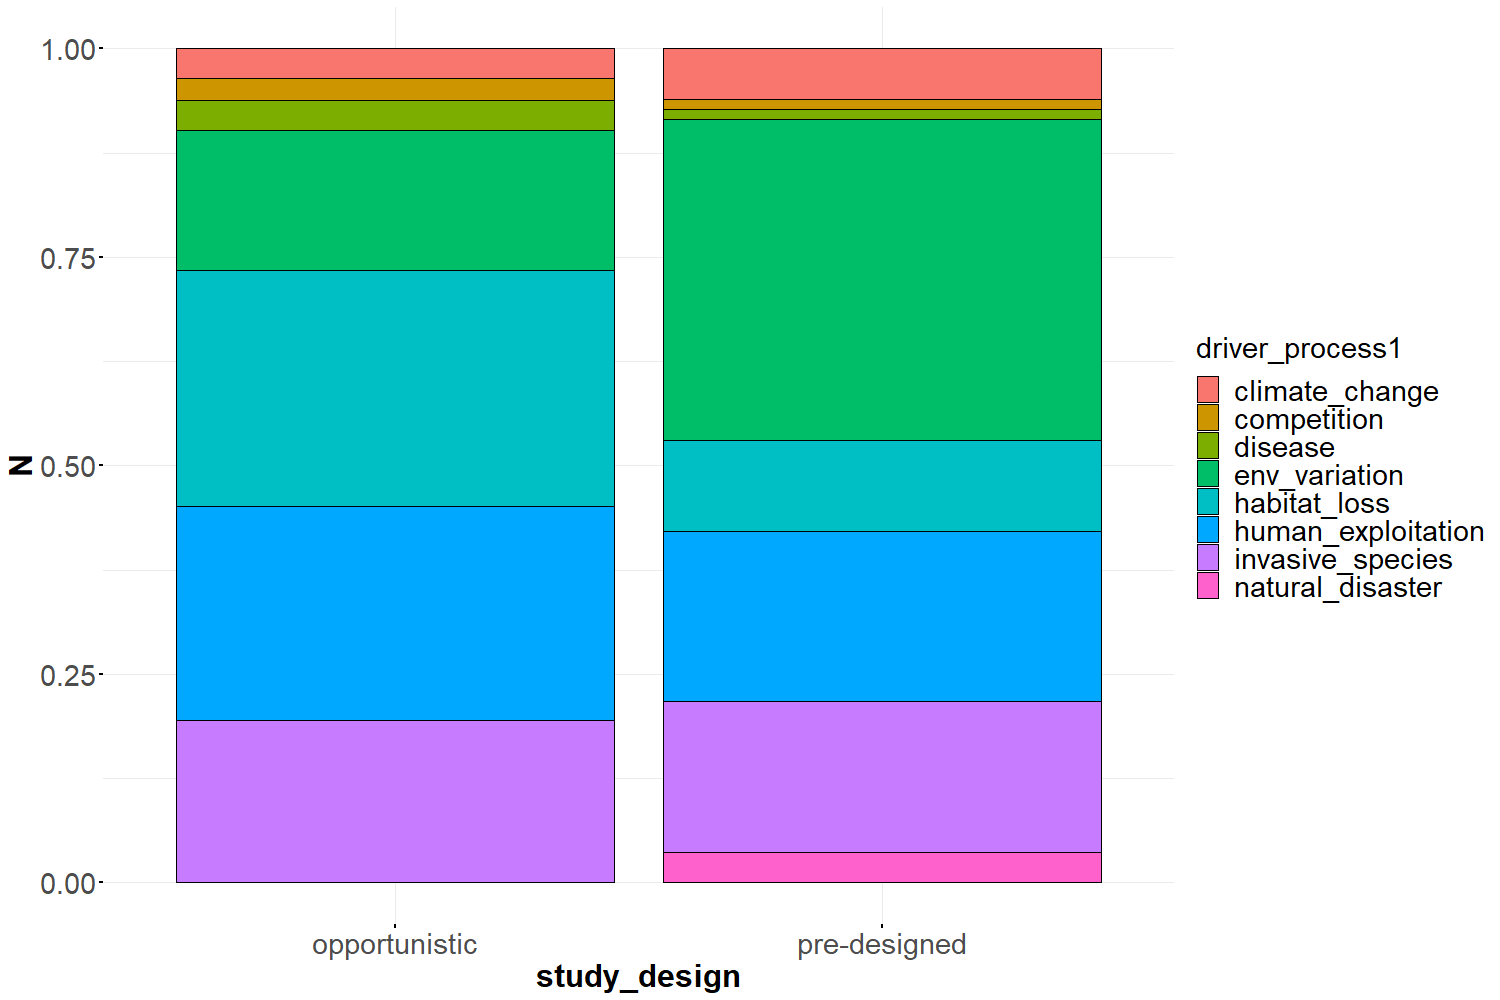 1.00
0.75
0.50
0.25
0.00
N
opportunistic
pre-designed
study_design
driver_process1
climate_change
competition
disease
env_variation
habitat_loss
human_exploitation
invasive_species
natural_disaster